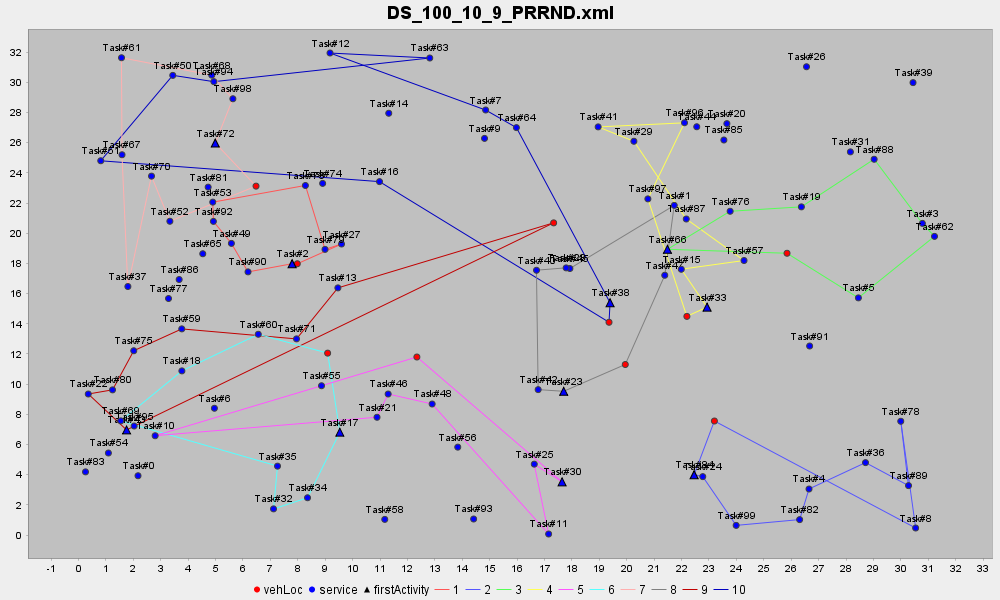 DS_100_10_9_PRRND.xml
32
30
28
26
24
22
20
18
16
14
12
10
8
6
4
2
0
Task#61
Task#12
Task#63
Task#26
Task#50
Task#68
Task#94
Task#39
Task#98
Task#14
Task#7
Task#9
Task#64
Task#41
Task#29
Task#96
Task#20
Task#85
Task#72
Task#67
Task#31
Task#88
Task#70
Task#81
Task#53
Task#74
Task#16
Task#97
Task#1
Task#87
Task#76
Task#19
Task#3
Task#62
Task#52
Task#92
Task#49
Task#27
Task#65
Task#90
Task#2
Task#66
Task#57
Task#15
Task#86
Task#37
Task#77
Task#13
Task#38
Task#33
Task#5
Task#59
Task#60
Task#71
Task#75
Task#91
Task#18
Task#80
Task#55
Task#46
Task#48
Task#42
Task#23
Task#6
Task#21
Task#10
Task#17
Task#78
Task#54
Task#56
Task#83
Task#0
Task#35
Task#25
Task#30
Task#24
Task#36
Task#4
Task#89
Task#34
Task#32
Task#58
Task#93
Task#11
Task#99
Task#82
Task#8
-1 0 1 2 3 4 5 6 7 8 9 10 11 12 13 14 15 16 17 18 19 20 21 22 23 24 25 26 27 28 29 30 31 32 33
vehLoc service firstActivity 1 2 3 4 5 6 7 8 9 10